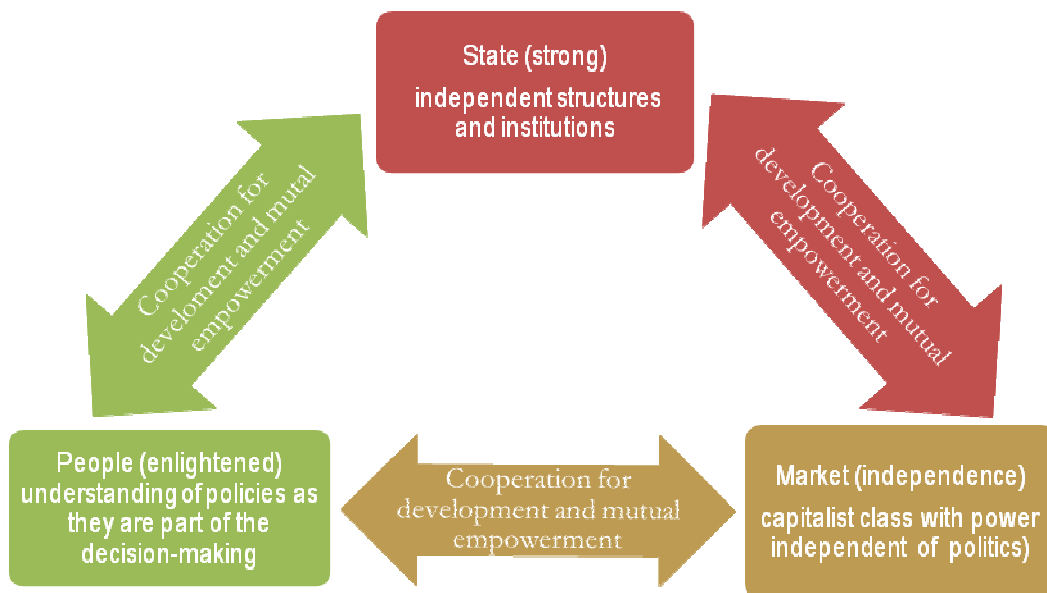 State (strong)
independent structures
and institutions
Cooperation for
develoment and mutal
empowerment
Cooperation for
development and mutual
empowerment
People (enlightened)
understanding of policies as
they are part of the
decision-making
Cooperation for
development and mutual
empowerment
Market (independence)
capitalist class with power
independent of politics)